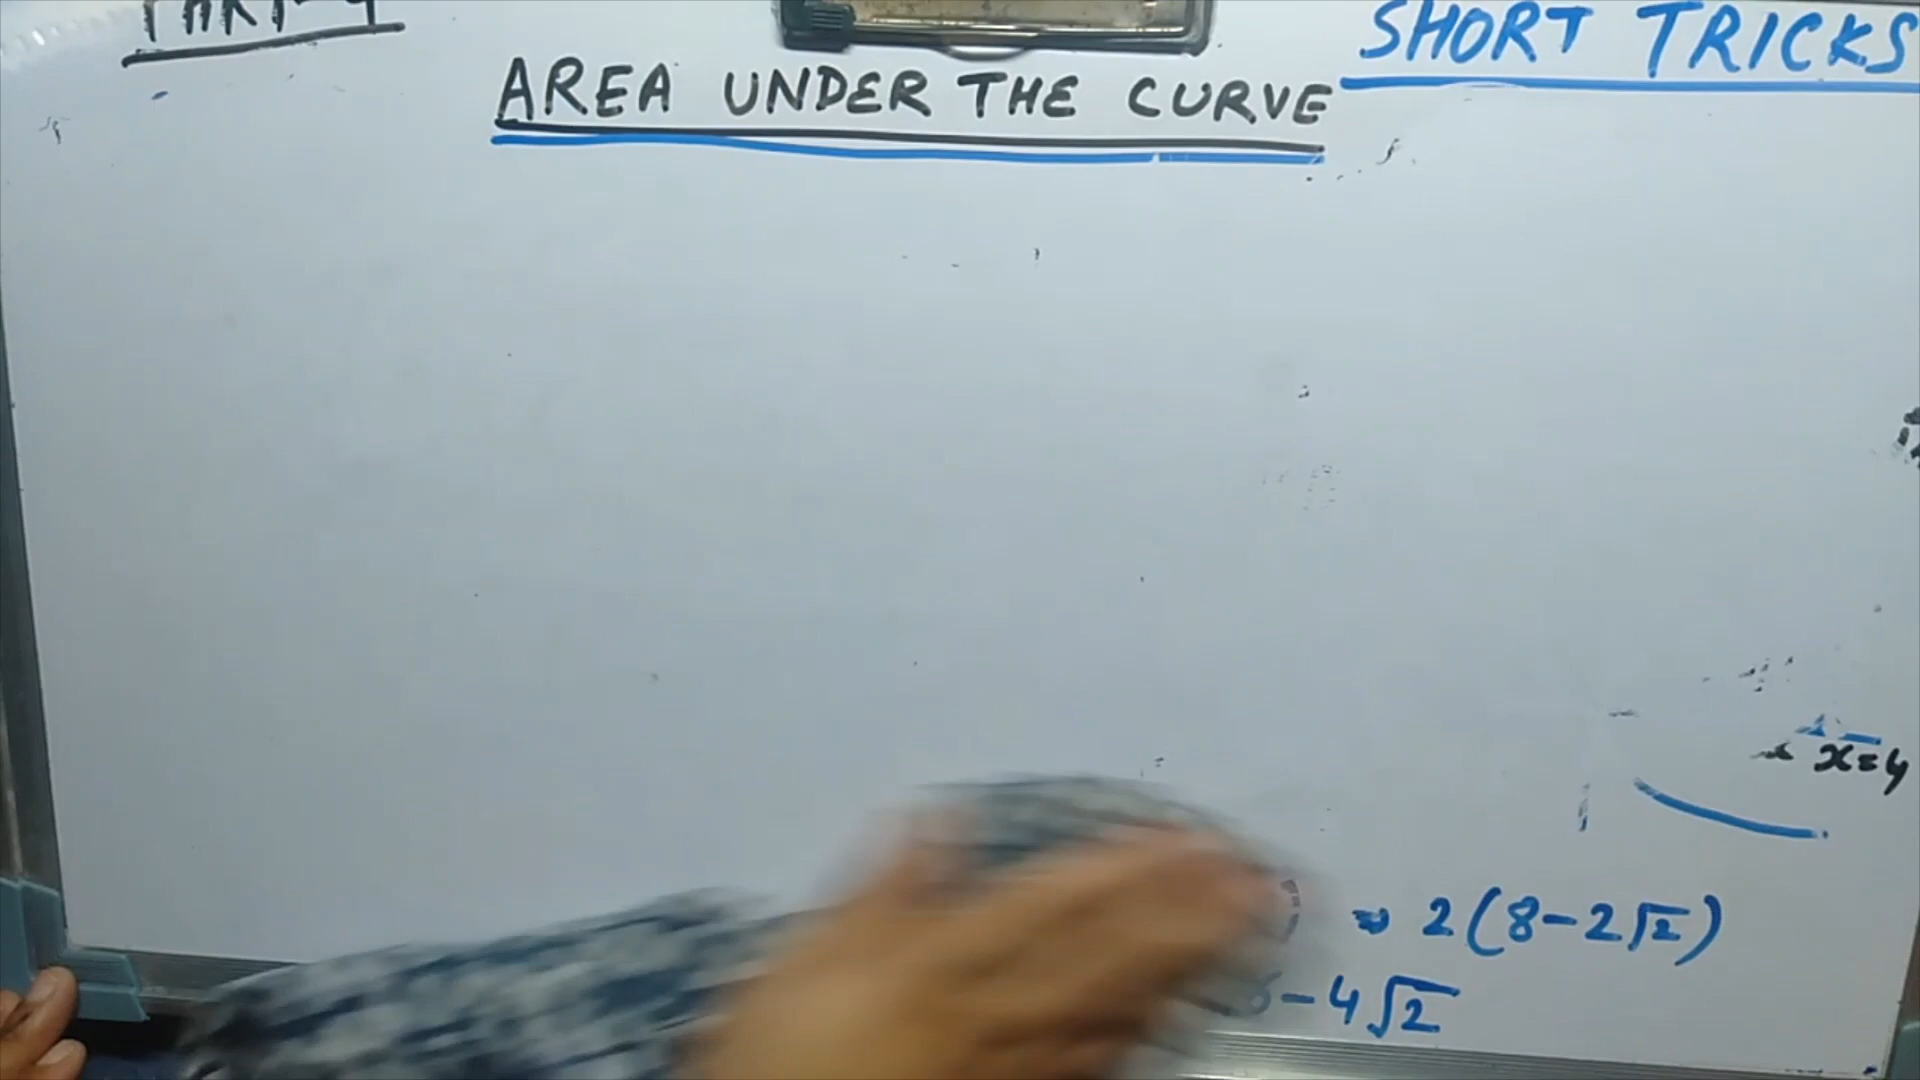 SHORT TRICKS
AREA UNDER THE CURVE
x=4
2(8-2√2)
-4√2